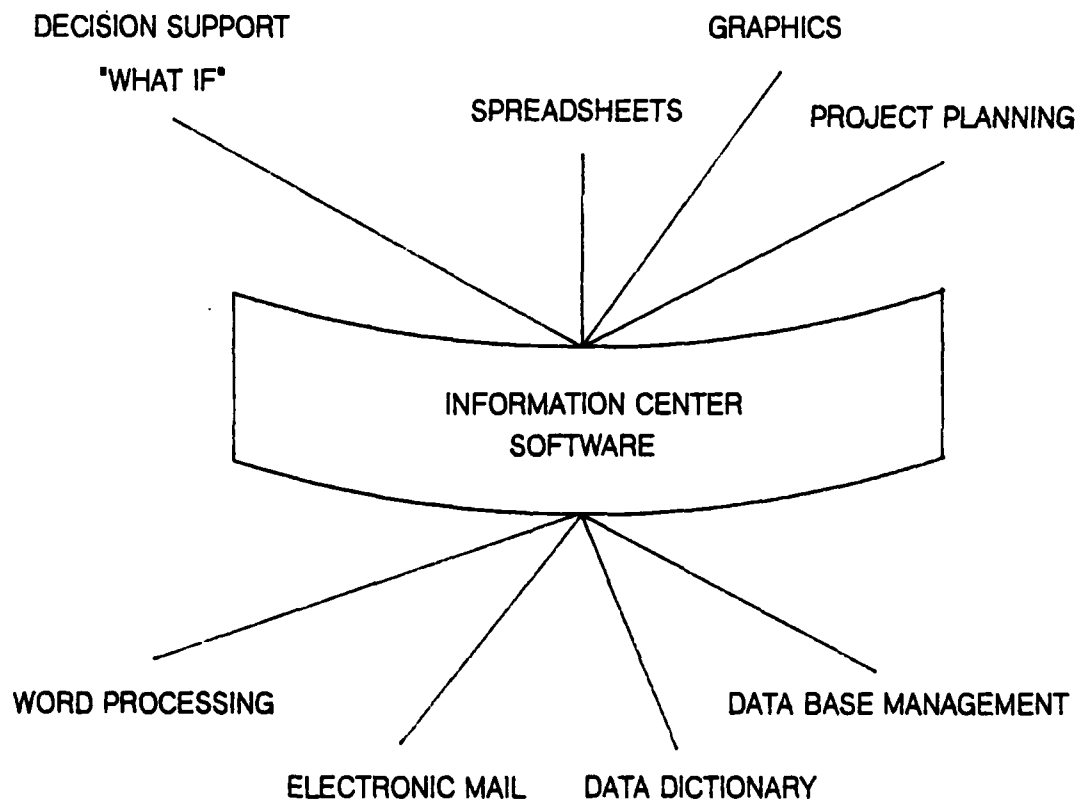 DECISION SUPPORT
"WHAT IF"
GRAPHICS
SPREADSHEETS
PROJECT PLANNING
INFORMATION CENTER
SOFTWARE
WORD PROCESSING
DATA BASE MANAGEMENT
ELECTRONIC MAIL
DATA DICTIONARY